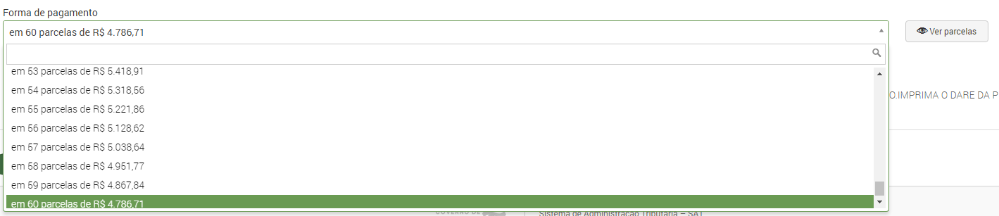 Forma de pagamento
em 60 parcelas de R$ 4.786,71
Ver parcelas
em 53 parcelas de R$ 5.418,91
em 54 parcelas de R$ 5.318,56
O.IMPRIMA O DARE DA P
em 55 parcelas de R$ 5.221,86
em 56 parcelas de R$ 5.128,62
em 57 parcelas de R$ 5.038,64
em 58 parcelas de R$ 4.951,77
em 59 parcelas de R$ 4.867,84
em 60 parcelas de R$ 4.786,71
GOVERNO DE
Sistema de Administração Tributária – SAT